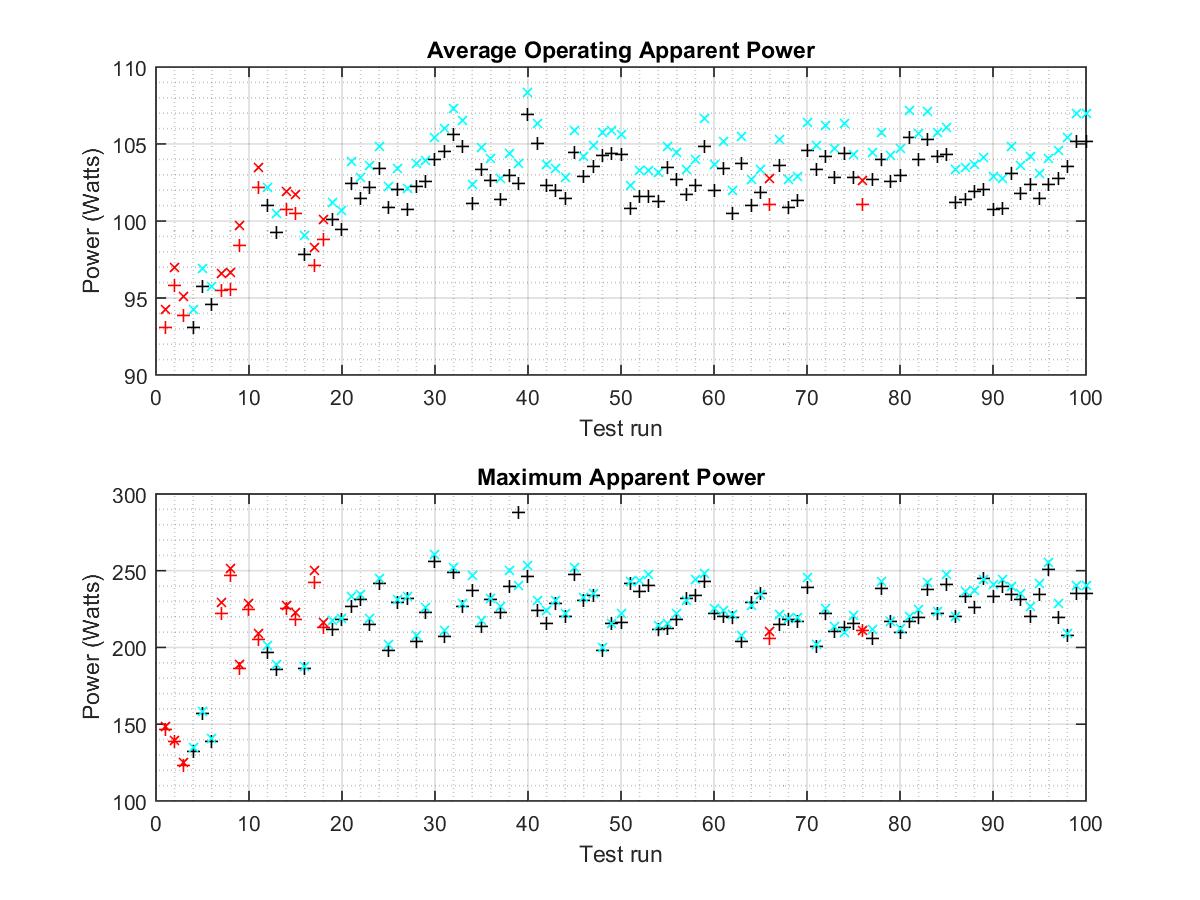 Average Operating Apparent Power
110
105
100
95
90
Power (Watts)
0 10 20 30 40 50 60 70 80 90 100
Test run
Maximum Apparent Power
300
250
200
150
100
Power (Watts)
0 10 20 30 40 50 60 70 80 90 100
Test run